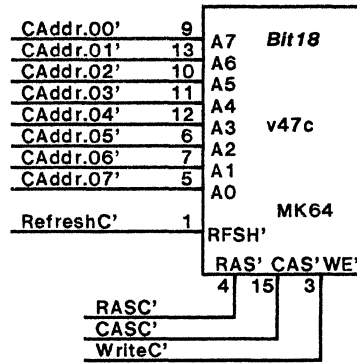 CAddr.00' 9 A7 Bit18
CAddr.01' 13 A6
CAddr.02' 10 A5
CAddr.03' 11 A4
CAddr.04' 12 A3 v47c
CAddr.05' 6 A2
CAddr.06' 7 A1
CAddr.07' 5 A0
MK64
RefreshC' 1 RFSH'
RAS' CAS' WE'
4 15 3
RASC'
CASC'
WriteC'